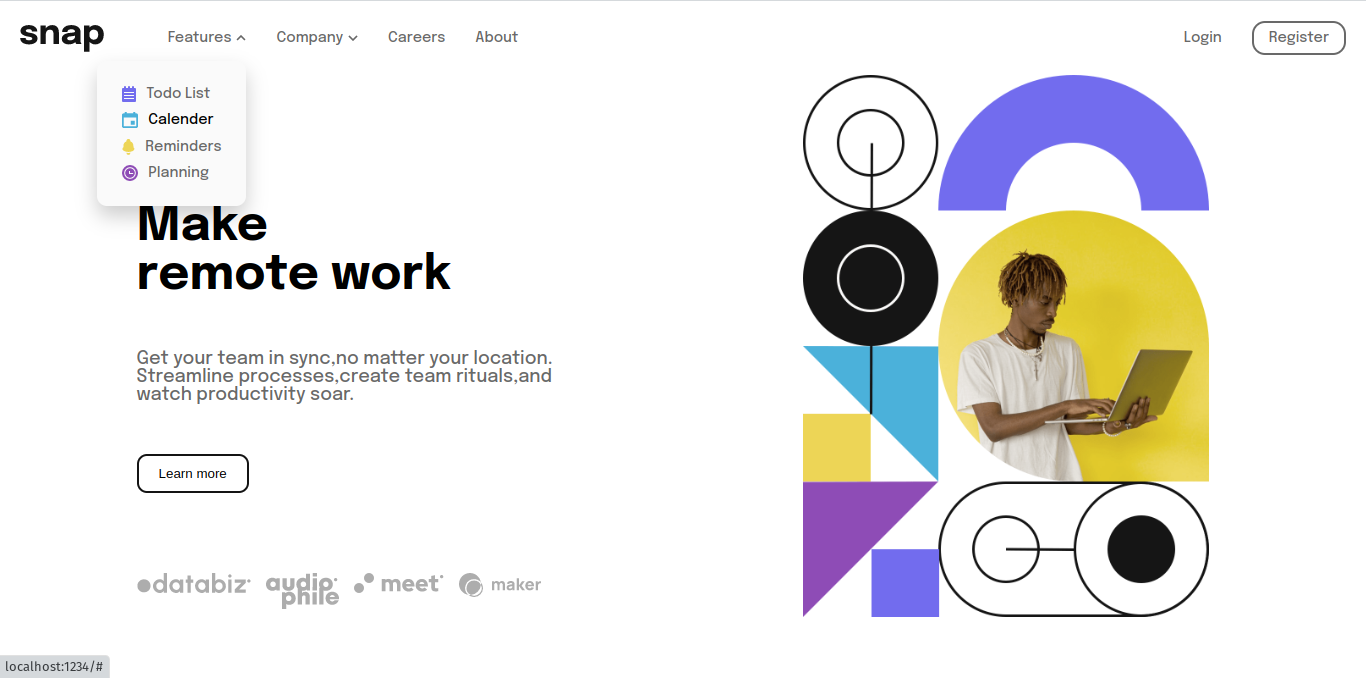 snap Features Company Careers About Login Register
Todo List
Calender
Reminders
Planning
Make
remote work
Get your team in sync,no matter your location.
Streamline processes,create team rituals,and
watch productivity soar.
Learn more
databiz audiophile meet maker
localhost:1234/#